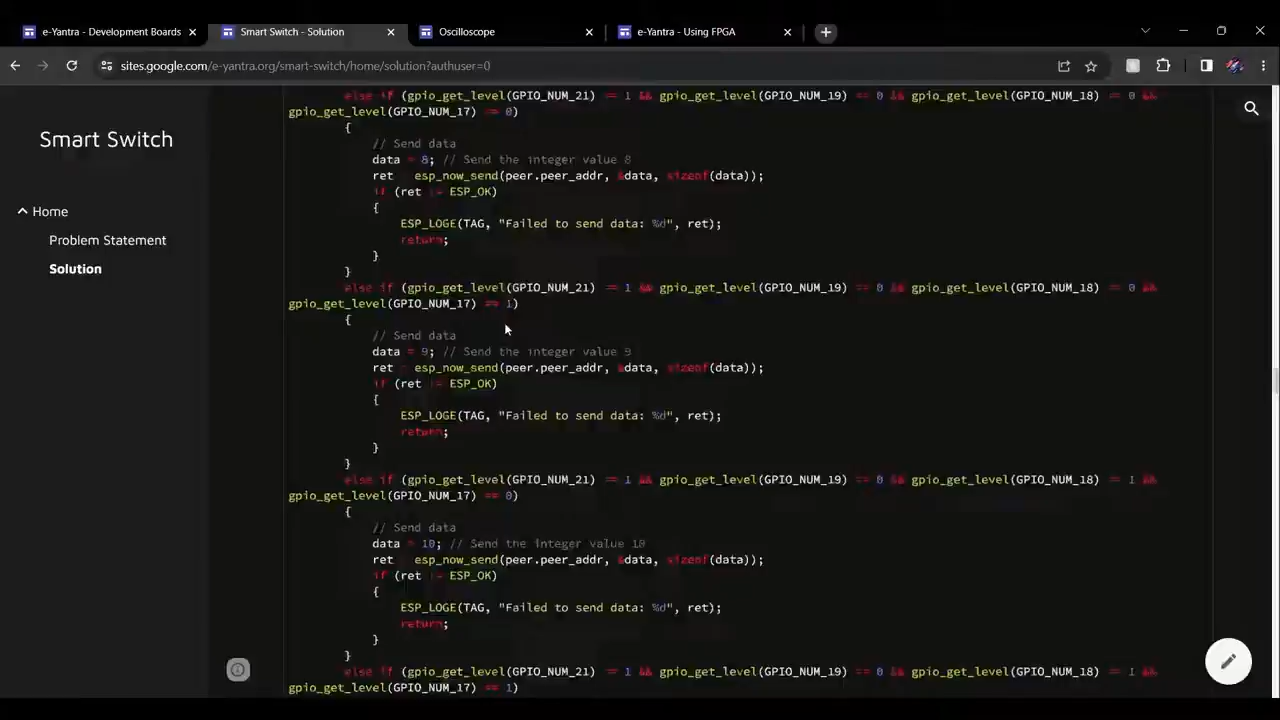 e-Yantra - Development Boards
Smart Switch - Solution
Oscilloscope
e-Yantra - Using FPGA
sites.google.com/e-yantra.org/smart-switch/home/solution?authuser=0
Smart Switch
Home
Problem Statement
Solution
else if (gpio_get_level(GPIO_NUM_21) == 1 && gpio_get_level(GPIO_NUM_19) == 0 && gpio_get_level(GPIO_NUM_18) == 0 &&
gpio_get_level(GPIO_NUM_17) == 0)
{
// Send data
data = 8; // Send the integer value 8
ret = esp_now_send(peer.peer_addr, &data, sizeof(data));
if (ret != ESP_OK)
{
ESP_LOGE(TAG, "Failed to send data: %d", ret);
return;
}
}
else if (gpio_get_level(GPIO_NUM_21) == 1 && gpio_get_level(GPIO_NUM_19) == 0 && gpio_get_level(GPIO_NUM_18) == 0 &&
gpio_get_level(GPIO_NUM_17) == 1)
{
// Send data
data = 9; // Send the integer value 9
ret = esp_now_send(peer.peer_addr, &data, sizeof(data));
if (ret != ESP_OK)
{
ESP_LOGE(TAG, "Failed to send data: %d", ret);
return;
}
}
else if (gpio_get_level(GPIO_NUM_21) == 1 && gpio_get_level(GPIO_NUM_19) == 0 && gpio_get_level(GPIO_NUM_18) == 1 &&
gpio_get_level(GPIO_NUM_17) == 0)
{
// Send data
data = 10; // Send the integer value 10
ret = esp_now_send(peer.peer_addr, &data, sizeof(data));
if (ret != ESP_OK)
{
ESP_LOGE(TAG, "Failed to send data: %d", ret);
return;
}
}
else if (gpio_get_level(GPIO_NUM_21) == 1 && gpio_get_level(GPIO_NUM_19) == 0 && gpio_get_level(GPIO_NUM_18) == 1 &&
gpio_get_level(GPIO_NUM_17) == 1)